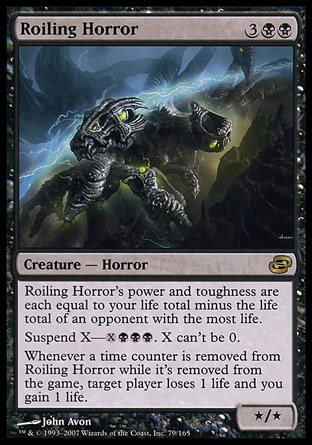 Roiling Horror 3
Creature — Horror
Roiling Horror's power and toughness are
each equal to your life total minus the life
total of an opponent with the most life.
Suspend X—X. X can't be 0.
Whenever a time counter is removed from
Roiling Horror while it's removed from
the game, target player loses 1 life and you
gain 1 life.
John Avon
™ & © 1993–2007 Wizards of the Coast, Inc. 79/165
*/*